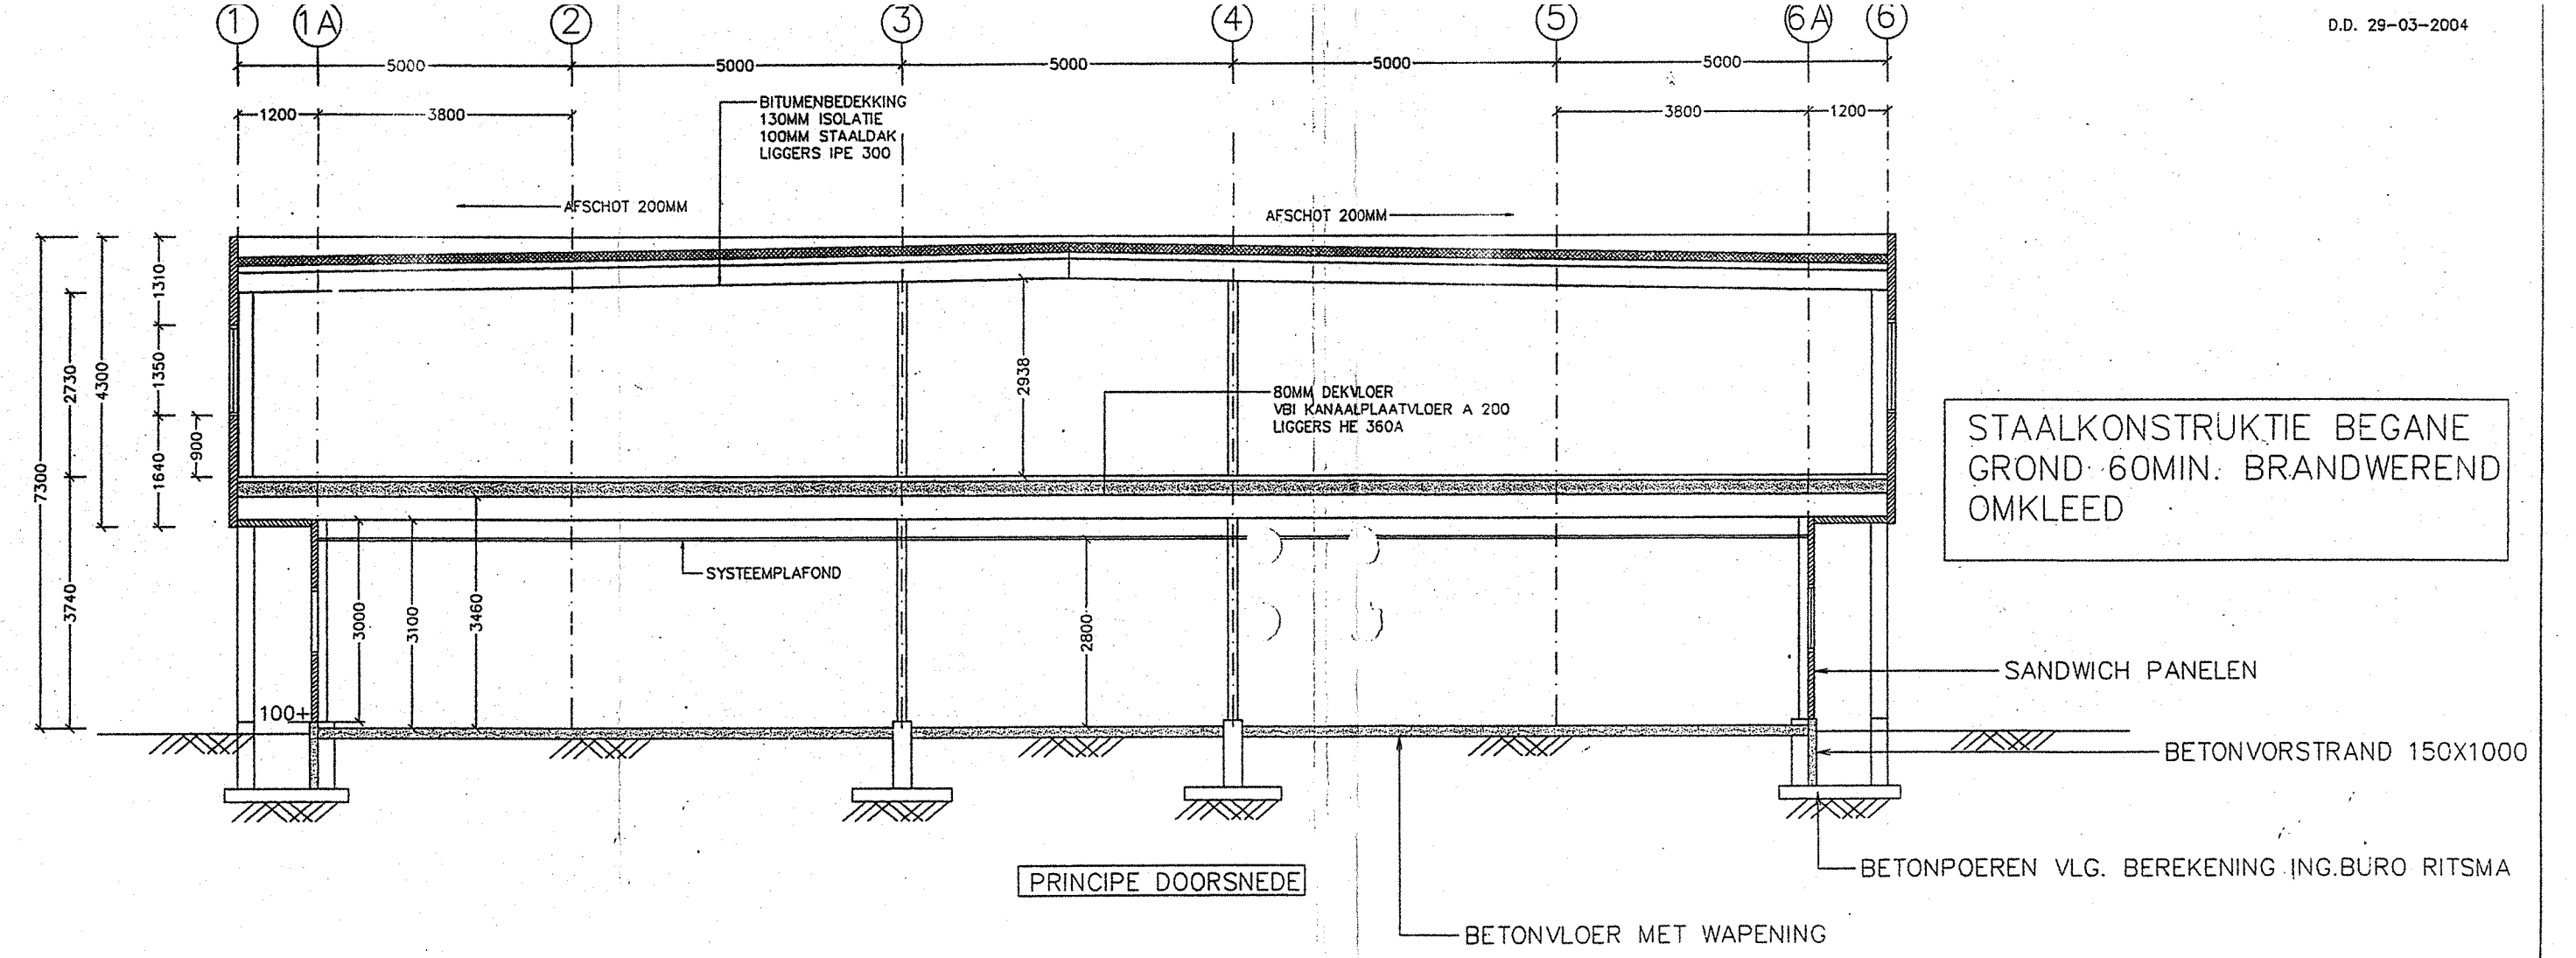 1 1A 2 3 4 5 6A 6
D.D. 29-03-2004
5000 5000 5000 5000 5000
1200 3800 3800 1200
BITUMENBEDEKKING
130MM ISOLATIE
100MM STAALDAK
LIGGERS IPE 300
AFSCHOT 200MM
AFSCHOT 200MM
7300
2730
3740
4300
1310
1350
1640
900
2938
80MM DEKVLOER
VBI KANAALPLAATVLOER A 200
LIGGERS HE 360A
STAALKONSTRUKTIE BEGANE
GROND 60MIN. BRANDWEREND
OMKLEED
SYSTEEMPLAFOND
3000
3100
3460
2800
100+
SANDWICH PANELEN
BETONVORSTRAND 150X1000
BETONPOEREN VLG. BEREKENING ING.BURO RITSMA
PRINCIPE DOORSNEDE
BETONVLOER MET WAPENING